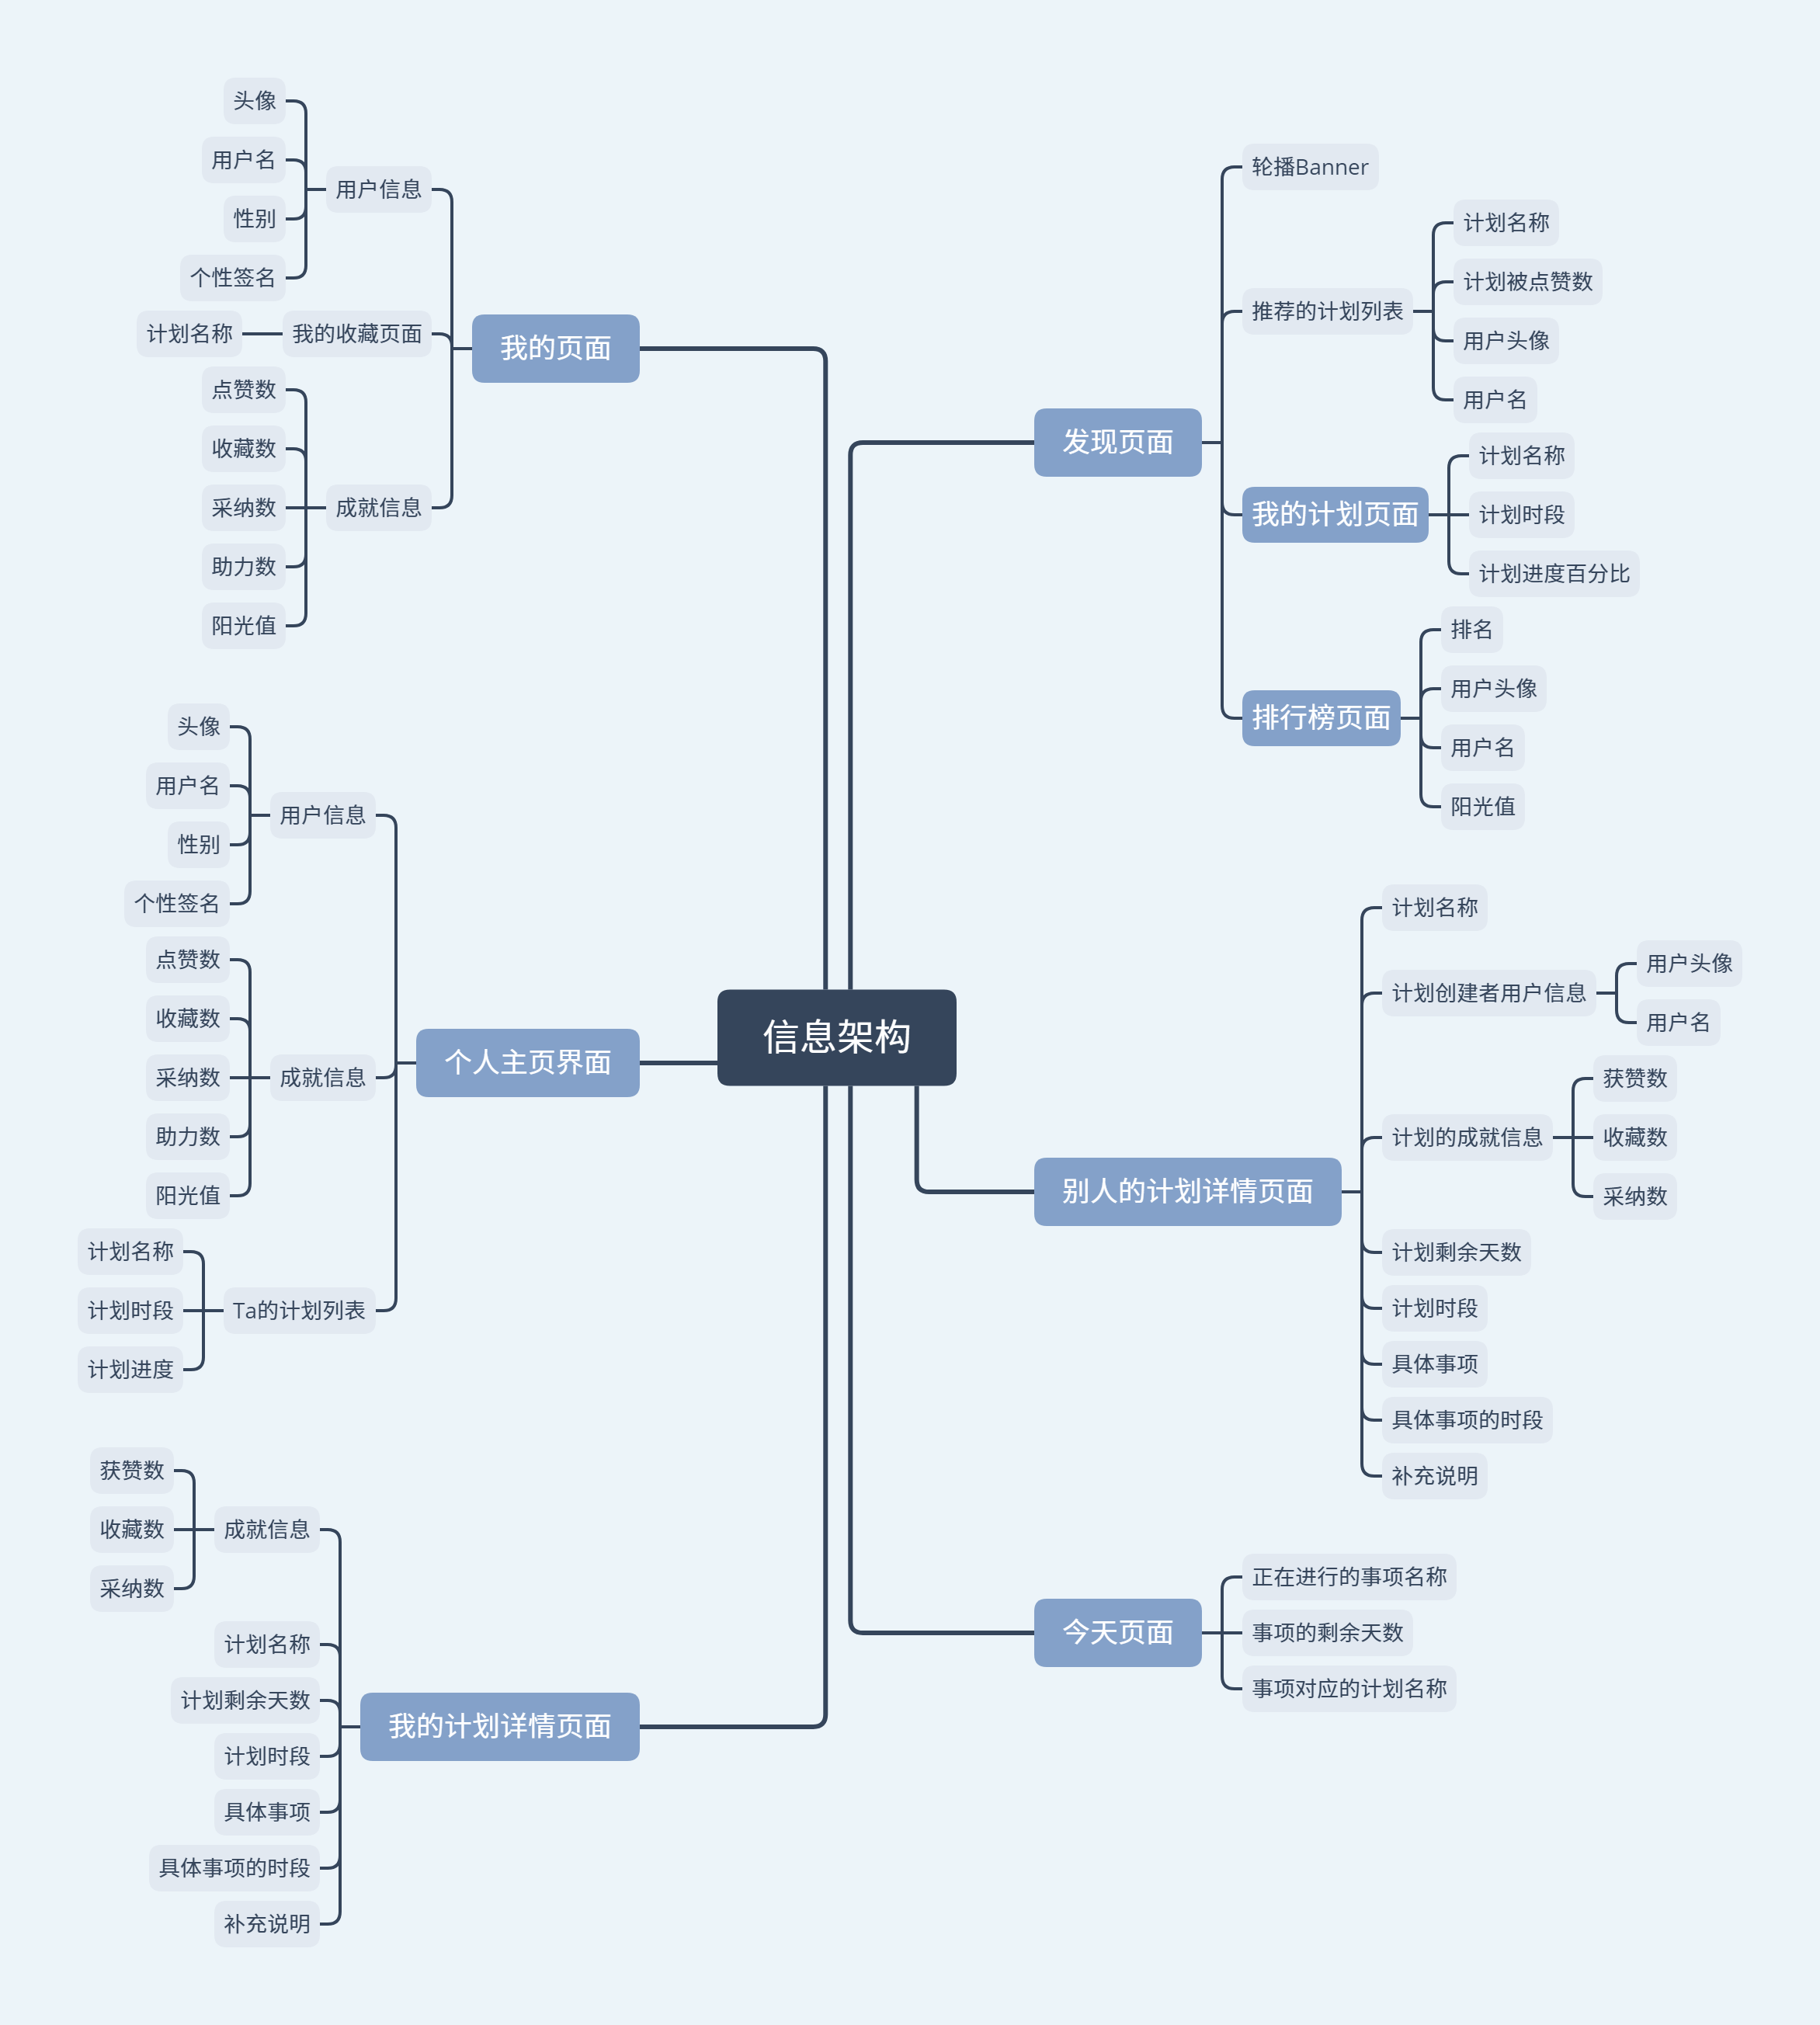 信息架构
发现页面
轮播Banner
推荐的计划列表
计划名称
计划被点赞数
用户头像
用户名
我的计划页面
计划名称
计划时段
计划进度百分比
排行榜页面
排名
用户头像
用户名
阳光值
别人的计划详情页面
计划名称
计划创建者用户信息
用户头像
用户名
计划的成就信息
获赞数
收藏数
采纳数
计划剩余天数
计划时段
具体事项
具体事项的时段
补充说明
今天页面
正在进行的事项名称
事项的剩余天数
事项对应的计划名称
我的页面
用户信息
头像
用户名
性别
个性签名
我的收藏页面
计划名称
成就信息
点赞数
收藏数
采纳数
助力数
阳光值
个人主页界面
用户信息
头像
用户名
性别
个性签名
成就信息
点赞数
收藏数
采纳数
助力数
阳光值
Ta的计划列表
计划名称
计划时段
计划进度
我的计划详情页面
成就信息
获赞数
收藏数
采纳数
计划名称
计划剩余天数
计划时段
具体事项
具体事项的时段
补充说明